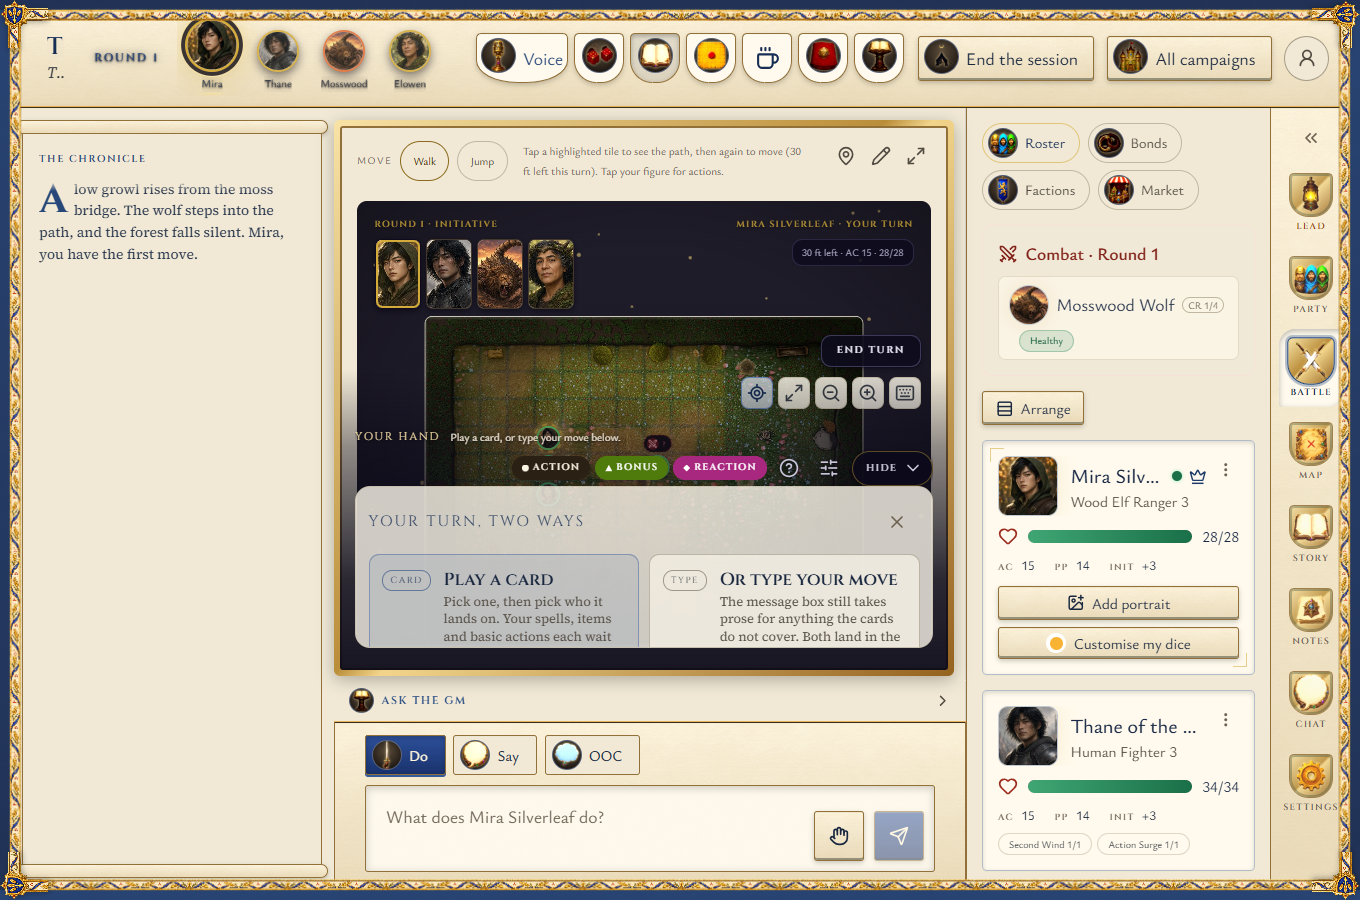 T
T..
ROUND 1
Mira
Thane
Mosswood
Elowen
Voice
End the session
All campaigns
THE CHRONICLE
A low growl rises from the moss
bridge. The wolf steps into the
path, and the forest falls silent. Mira,
you have the first move.
MOVE
Walk
Jump
Tap a highlighted tile to see the path, then again to move (30
ft left this turn). Tap your figure for actions.
ROUND 1 · INITIATIVE
MIRA SILVERLEAF · YOUR TURN
30 ft left · AC 15 · 28/28
END TURN
YOUR HAND
Play a card, or type your move below.
ACTION
BONUS
REACTION
HIDE
YOUR TURN, TWO WAYS
CARD
PLAY A CARD
Pick one, then pick who it
lands on. Your spells, items
and basic actions each wait
TYPE
OR TYPE YOUR MOVE
The message box still takes
prose for anything the cards
do not cover. Both land in the
ASK THE GM
Do
Say
OOC
What does Mira Silverleaf do?
Roster
Bonds
Factions
Market
Combat · Round 1
Mosswood Wolf
CR 1/4
Healthy
Arrange
Mira Silv...
Wood Elf Ranger 3
28/28
AC 15 PP 14 INIT +3
Add portrait
Customise my dice
Thane of the ...
Human Fighter 3
34/34
AC 15 PP 14 INIT +3
Second Wind 1/1
Action Surge 1/1
LEAD
PARTY
BATTLE
MAP
STORY
NOTES
CHAT
SETTINGS